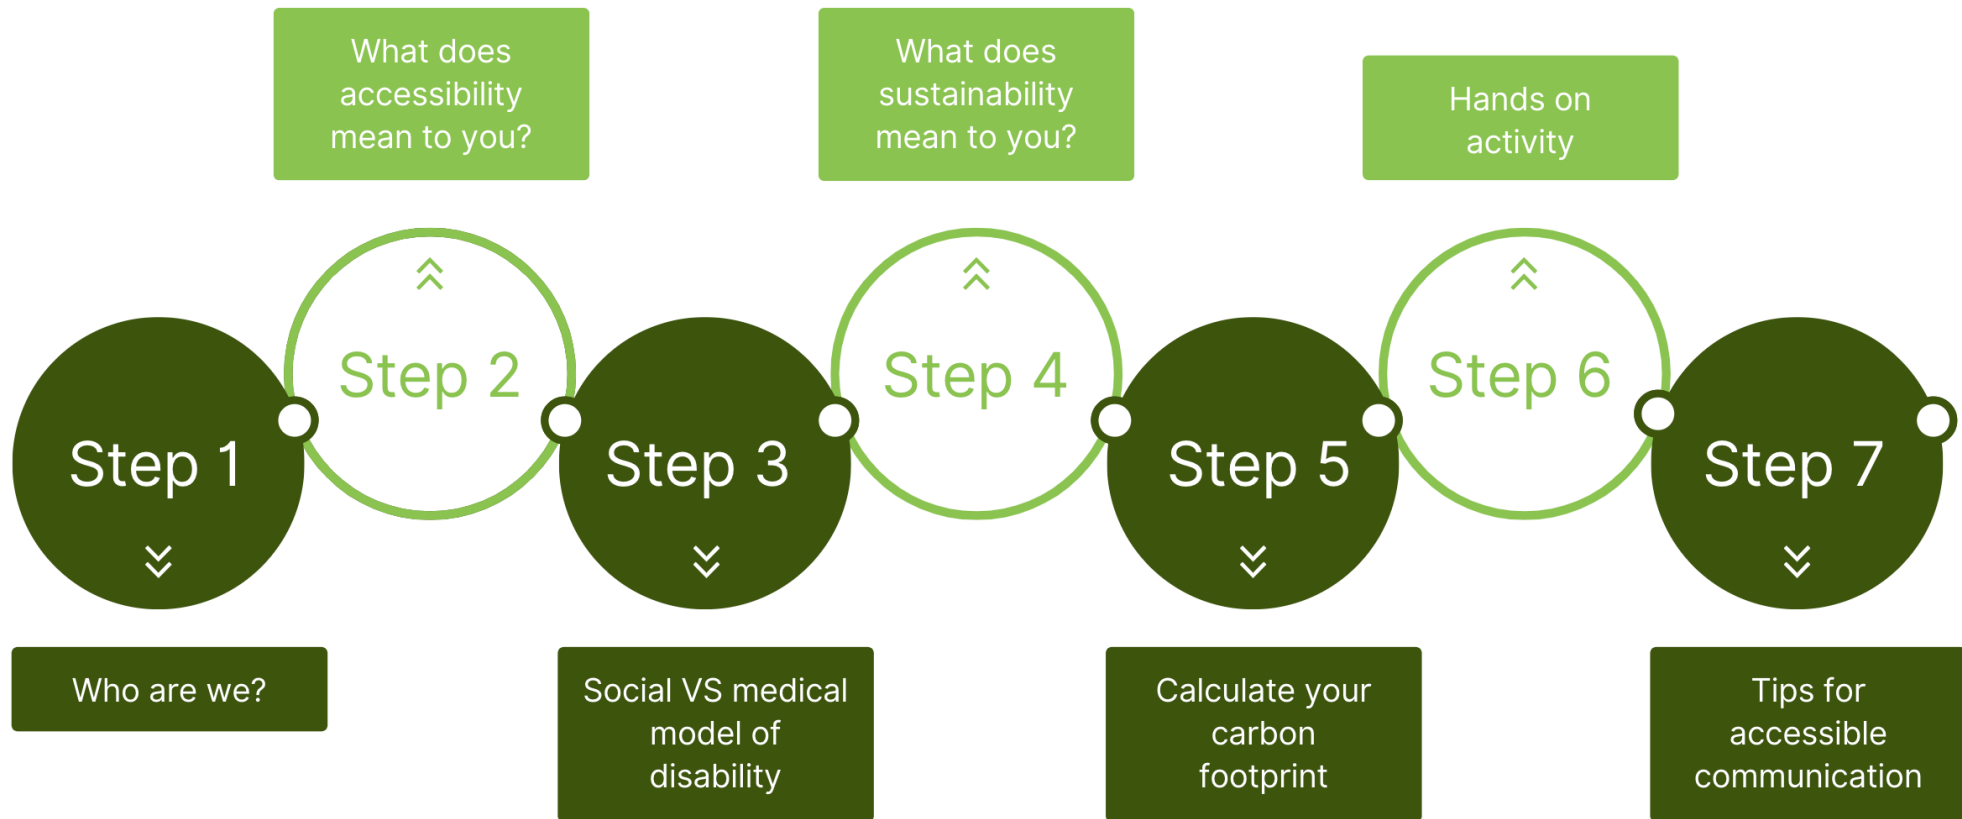 Step 1
Who are we?
What does
accessibility
mean to you?
Step 2
Step 3
Social VS medical
model of
disability
What does
sustainability
mean to you?
Step 4
Step 5
Calculate your
carbon
footprint
Hands on
activity
Step 6
Step 7
Tips for
accessible
communication